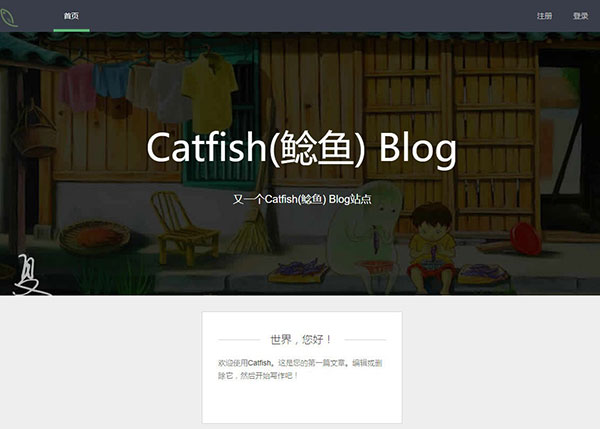 首页
注册
登录
Catfish(鲶鱼) Blog
又一个Catfish(鲶鱼) Blog站点
夏
世界，您好！
欢迎使用Catfish。这是您的第一篇文章。编辑或删
除它，然后开始写作吧！